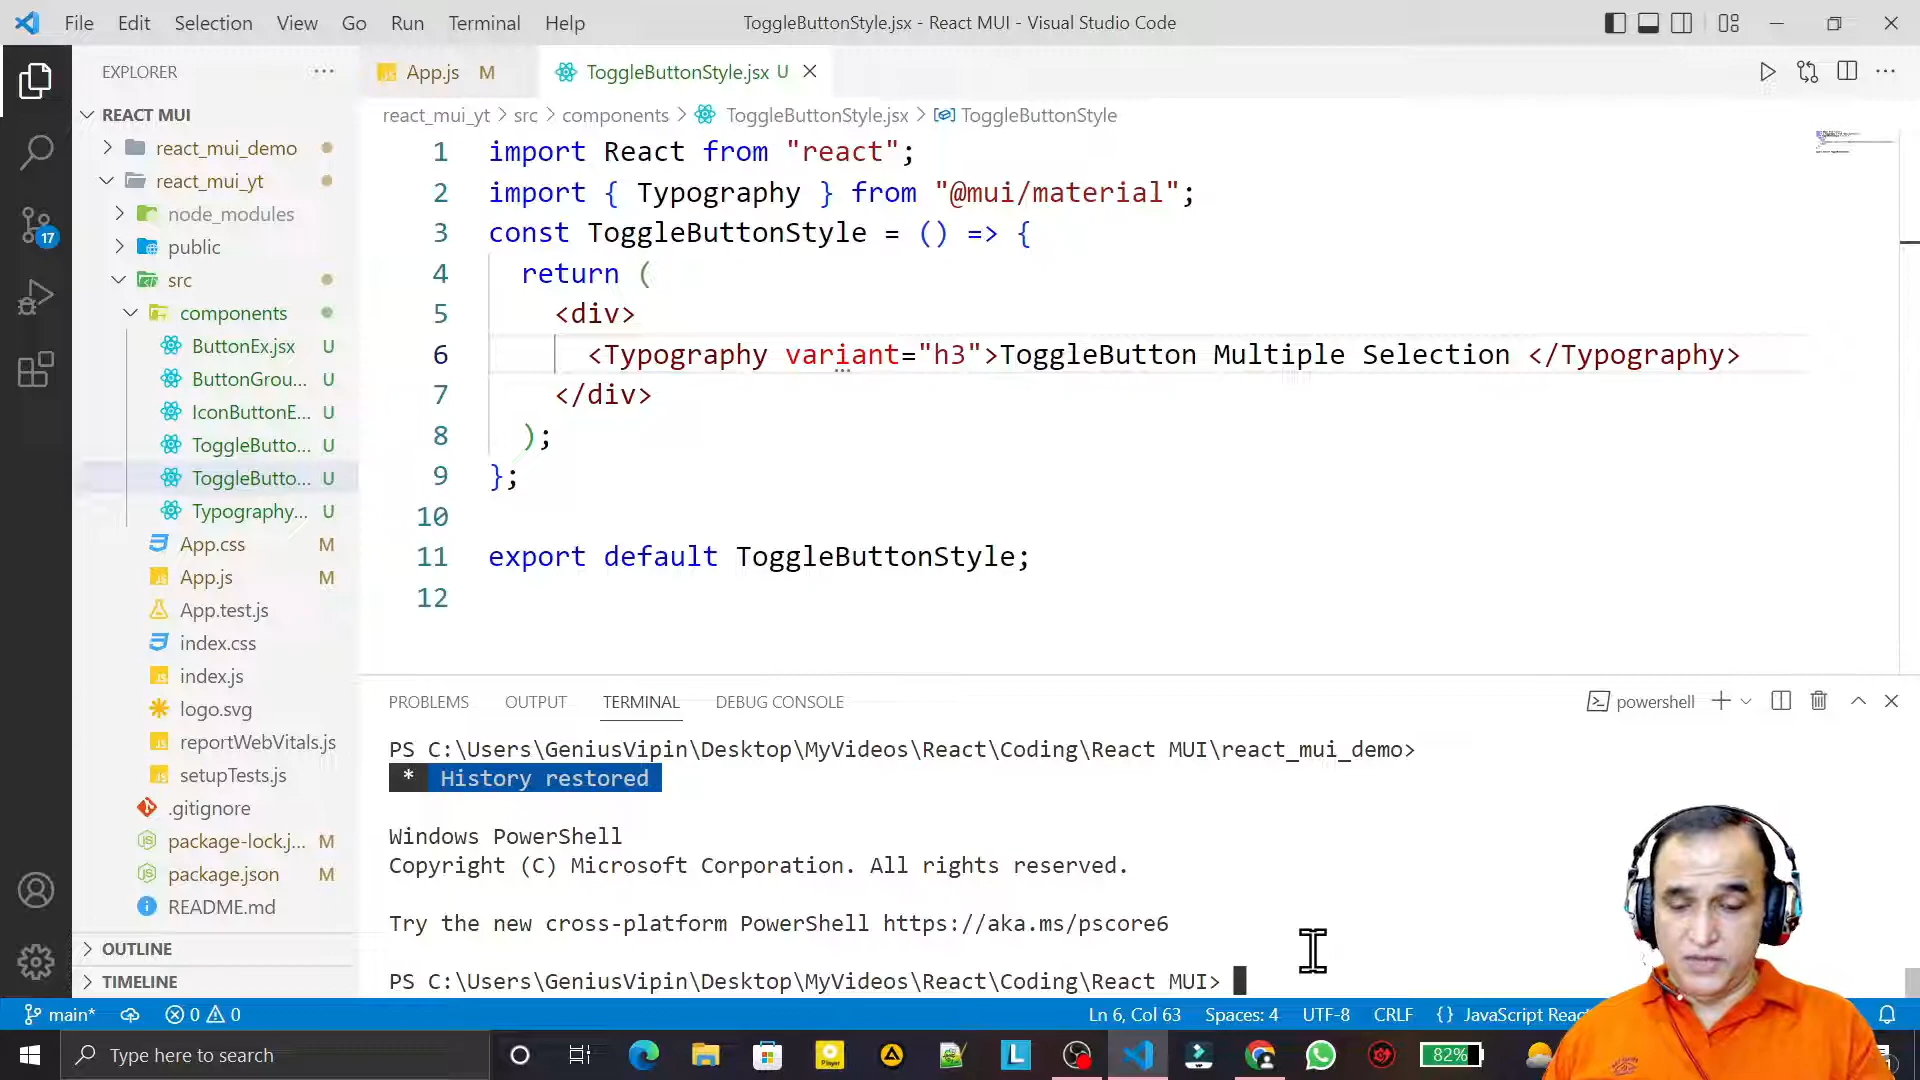 File Edit Selection View Go Run Terminal Help
ToggleButtonStyle.jsx - React MUI - Visual Studio Code
EXPLORER
App.js M
ToggleButtonStyle.jsx U
REACT MUI
react_mui_yt > src > components > ToggleButtonStyle.jsx > ToggleButtonStyle
react_mui_demo
react_mui_yt
node_modules
public
src
components
ButtonEx.jsx U
ButtonGrou... U
IconButtonE... U
ToggleButto... U
ToggleButto... U
Typography... U
App.css M
App.js M
App.test.js
index.css
index.js
logo.svg
reportWebVitals.js
setupTests.js
.gitignore
package-lock.j... M
package.json M
README.md
OUTLINE
TIMELINE
17
1 import React from "react";
2 import { Typography } from "@mui/material";
3 const ToggleButtonStyle = () => {
4 return (
5 <div>
6 <Typography variant="h3">ToggleButton Multiple Selection </Typography>
7 </div>
8 );
9 };
10
11 export default ToggleButtonStyle;
12
PROBLEMS OUTPUT TERMINAL DEBUG CONSOLE
powershell
PS C:\Users\GeniusVipin\Desktop\MyVideos\React\Coding\React MUI\react_mui_demo>
* History restored
Windows PowerShell
Copyright (C) Microsoft Corporation. All rights reserved.
Try the new cross-platform PowerShell https://aka.ms/pscore6
PS C:\Users\GeniusVipin\Desktop\MyVideos\React\Coding\React MUI>
main* 0 0
Ln 6, Col 63 Spaces: 4 UTF-8 CRLF {} JavaScript Reac
Type here to search
82%